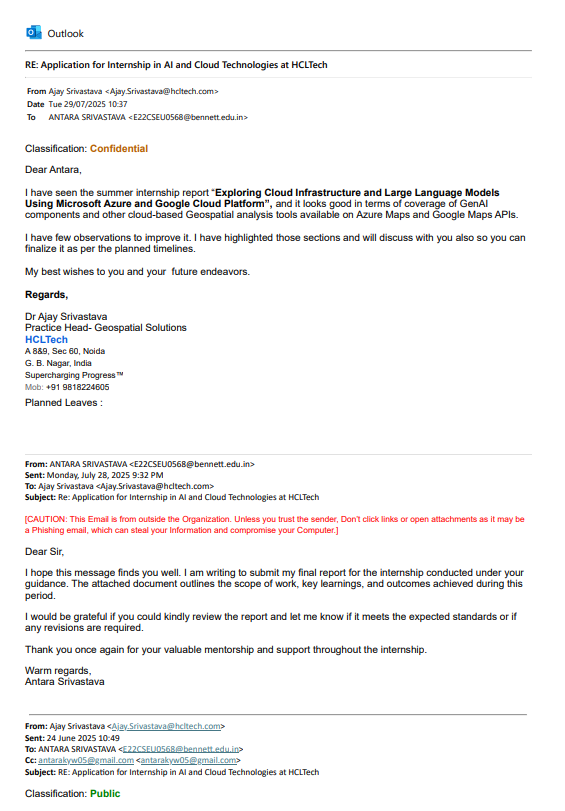 Outlook
RE: Application for Internship in AI and Cloud Technologies at HCLTech
From Ajay Srivastava <Ajay.Srivastava@hcltech.com>
Date Tue 29/07/2025 10:37
To ANTARA SRIVASTAVA <E22CSEU0568@bennett.edu.in>
Classification: Confidential
Dear Antara,
I have seen the summer internship report “Exploring Cloud Infrastructure and Large Language Models
Using Microsoft Azure and Google Cloud Platform”, and it looks good in terms of coverage of GenAI
components and other cloud-based Geospatial analysis tools available on Azure Maps and Google Maps APIs.
I have few observations to improve it. I have highlighted those sections and will discuss with you also so you can
finalize it as per the planned timelines.
My best wishes to you and your future endeavors.
Regards,
Dr Ajay Srivastava
Practice Head- Geospatial Solutions
HCLTech
A 8&9, Sec 60, Noida
G. B. Nagar, India
Supercharging Progress™
Mob: +91 9818224605
Planned Leaves :
From: ANTARA SRIVASTAVA <E22CSEU0568@bennett.edu.in>
Sent: Monday, July 28, 2025 9:32 PM
To: Ajay Srivastava <Ajay.Srivastava@hcltech.com>
Subject: Re: Application for Internship in AI and Cloud Technologies at HCLTech
[CAUTION: This Email is from outside the Organization. Unless you trust the sender, Don’t click links or open attachments as it may be
a Phishing email, which can steal your Information and compromise your Computer.]
Dear Sir,
I hope this message finds you well. I am writing to submit my final report for the internship conducted under your
guidance. The attached document outlines the scope of work, key learnings, and outcomes achieved during this
period.
I would be grateful if you could kindly review the report and let me know if it meets the expected standards or if
any revisions are required.
Thank you once again for your valuable mentorship and support throughout the internship.
Warm regards,
Antara Srivastava
From: Ajay Srivastava <Ajay.Srivastava@hcltech.com>
Sent: 24 June 2025 10:49
To: ANTARA SRIVASTAVA <E22CSEU0568@bennett.edu.in>
Cc: antarakyw05@gmail.com <antarakyw05@gmail.com>
Subject: RE: Application for Internship in AI and Cloud Technologies at HCLTech
Classification: Public